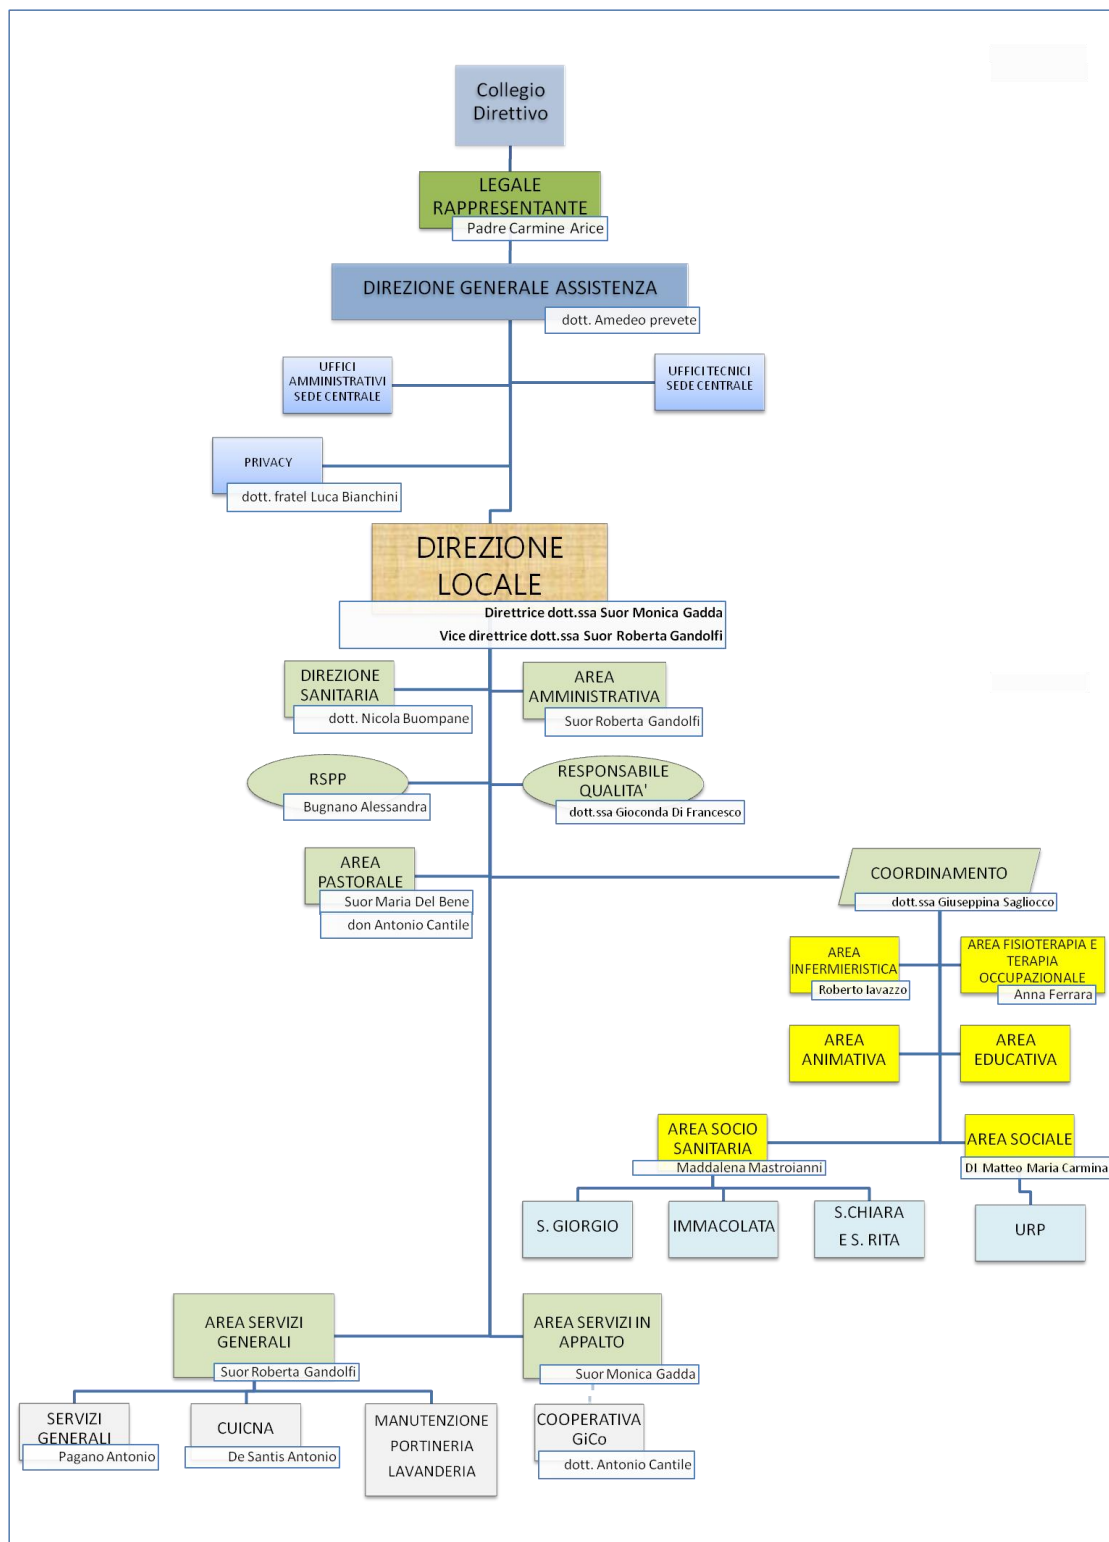 Collegio
Direttivo
LEGALE
RAPPRESENTANTE
Padre Carmine Arice
DIREZIONE GENERALE ASSISTENZA
dott. Amedeo prevete
UFFICI
AMMINISTRATIVI
SEDE CENTRALE
UFFICI TECNICI
SEDE CENTRALE
PRIVACY
dott. fratel Luca Bianchini
DIREZIONE
LOCALE
Direttrice dott.ssa Suor Monica Gadda
Vice direttrice dott.ssa Suor Roberta Gandolfi
DIREZIONE
SANITARIA
dott. Nicola Buompane
AREA
AMMINISTRATIVA
Suor Roberta Gandolfi
RSPP
Bugnano Alessandra
RESPONSABILE
QUALITA'
dott.ssa Gioconda Di Francesco
AREA
PASTORALE
Suor Maria Del Bene
don Antonio Cantile
COORDINAMENTO
dott.ssa Giuseppina Sagliocco
AREA
INFERMIERISTICA
Roberto Iavazzo
AREA FISIOTERAPIA E
TERAPIA
OCCUPAZIONALE
Anna Ferrara
AREA
ANIMATIVA
AREA
EDUCATIVA
AREA SOCIO
SANITARIA
Maddalena Mastroianni
AREA SOCIALE
DI Matteo Maria Carmina
S. GIORGIO
IMMACOLATA
S.CHIARA
E S. RITA
URP
AREA SERVIZI
GENERALI
Suor Roberta Gandolfi
AREA SERVIZI IN
APPALTO
Suor Monica Gadda
SERVIZI
GENERALI
Pagano Antonio
CUICNA
De Santis Antonio
MANUTENZIONE
PORTINERIA
LAVANDERIA
COOPERATIVA
GiCo
dott. Antonio Cantile